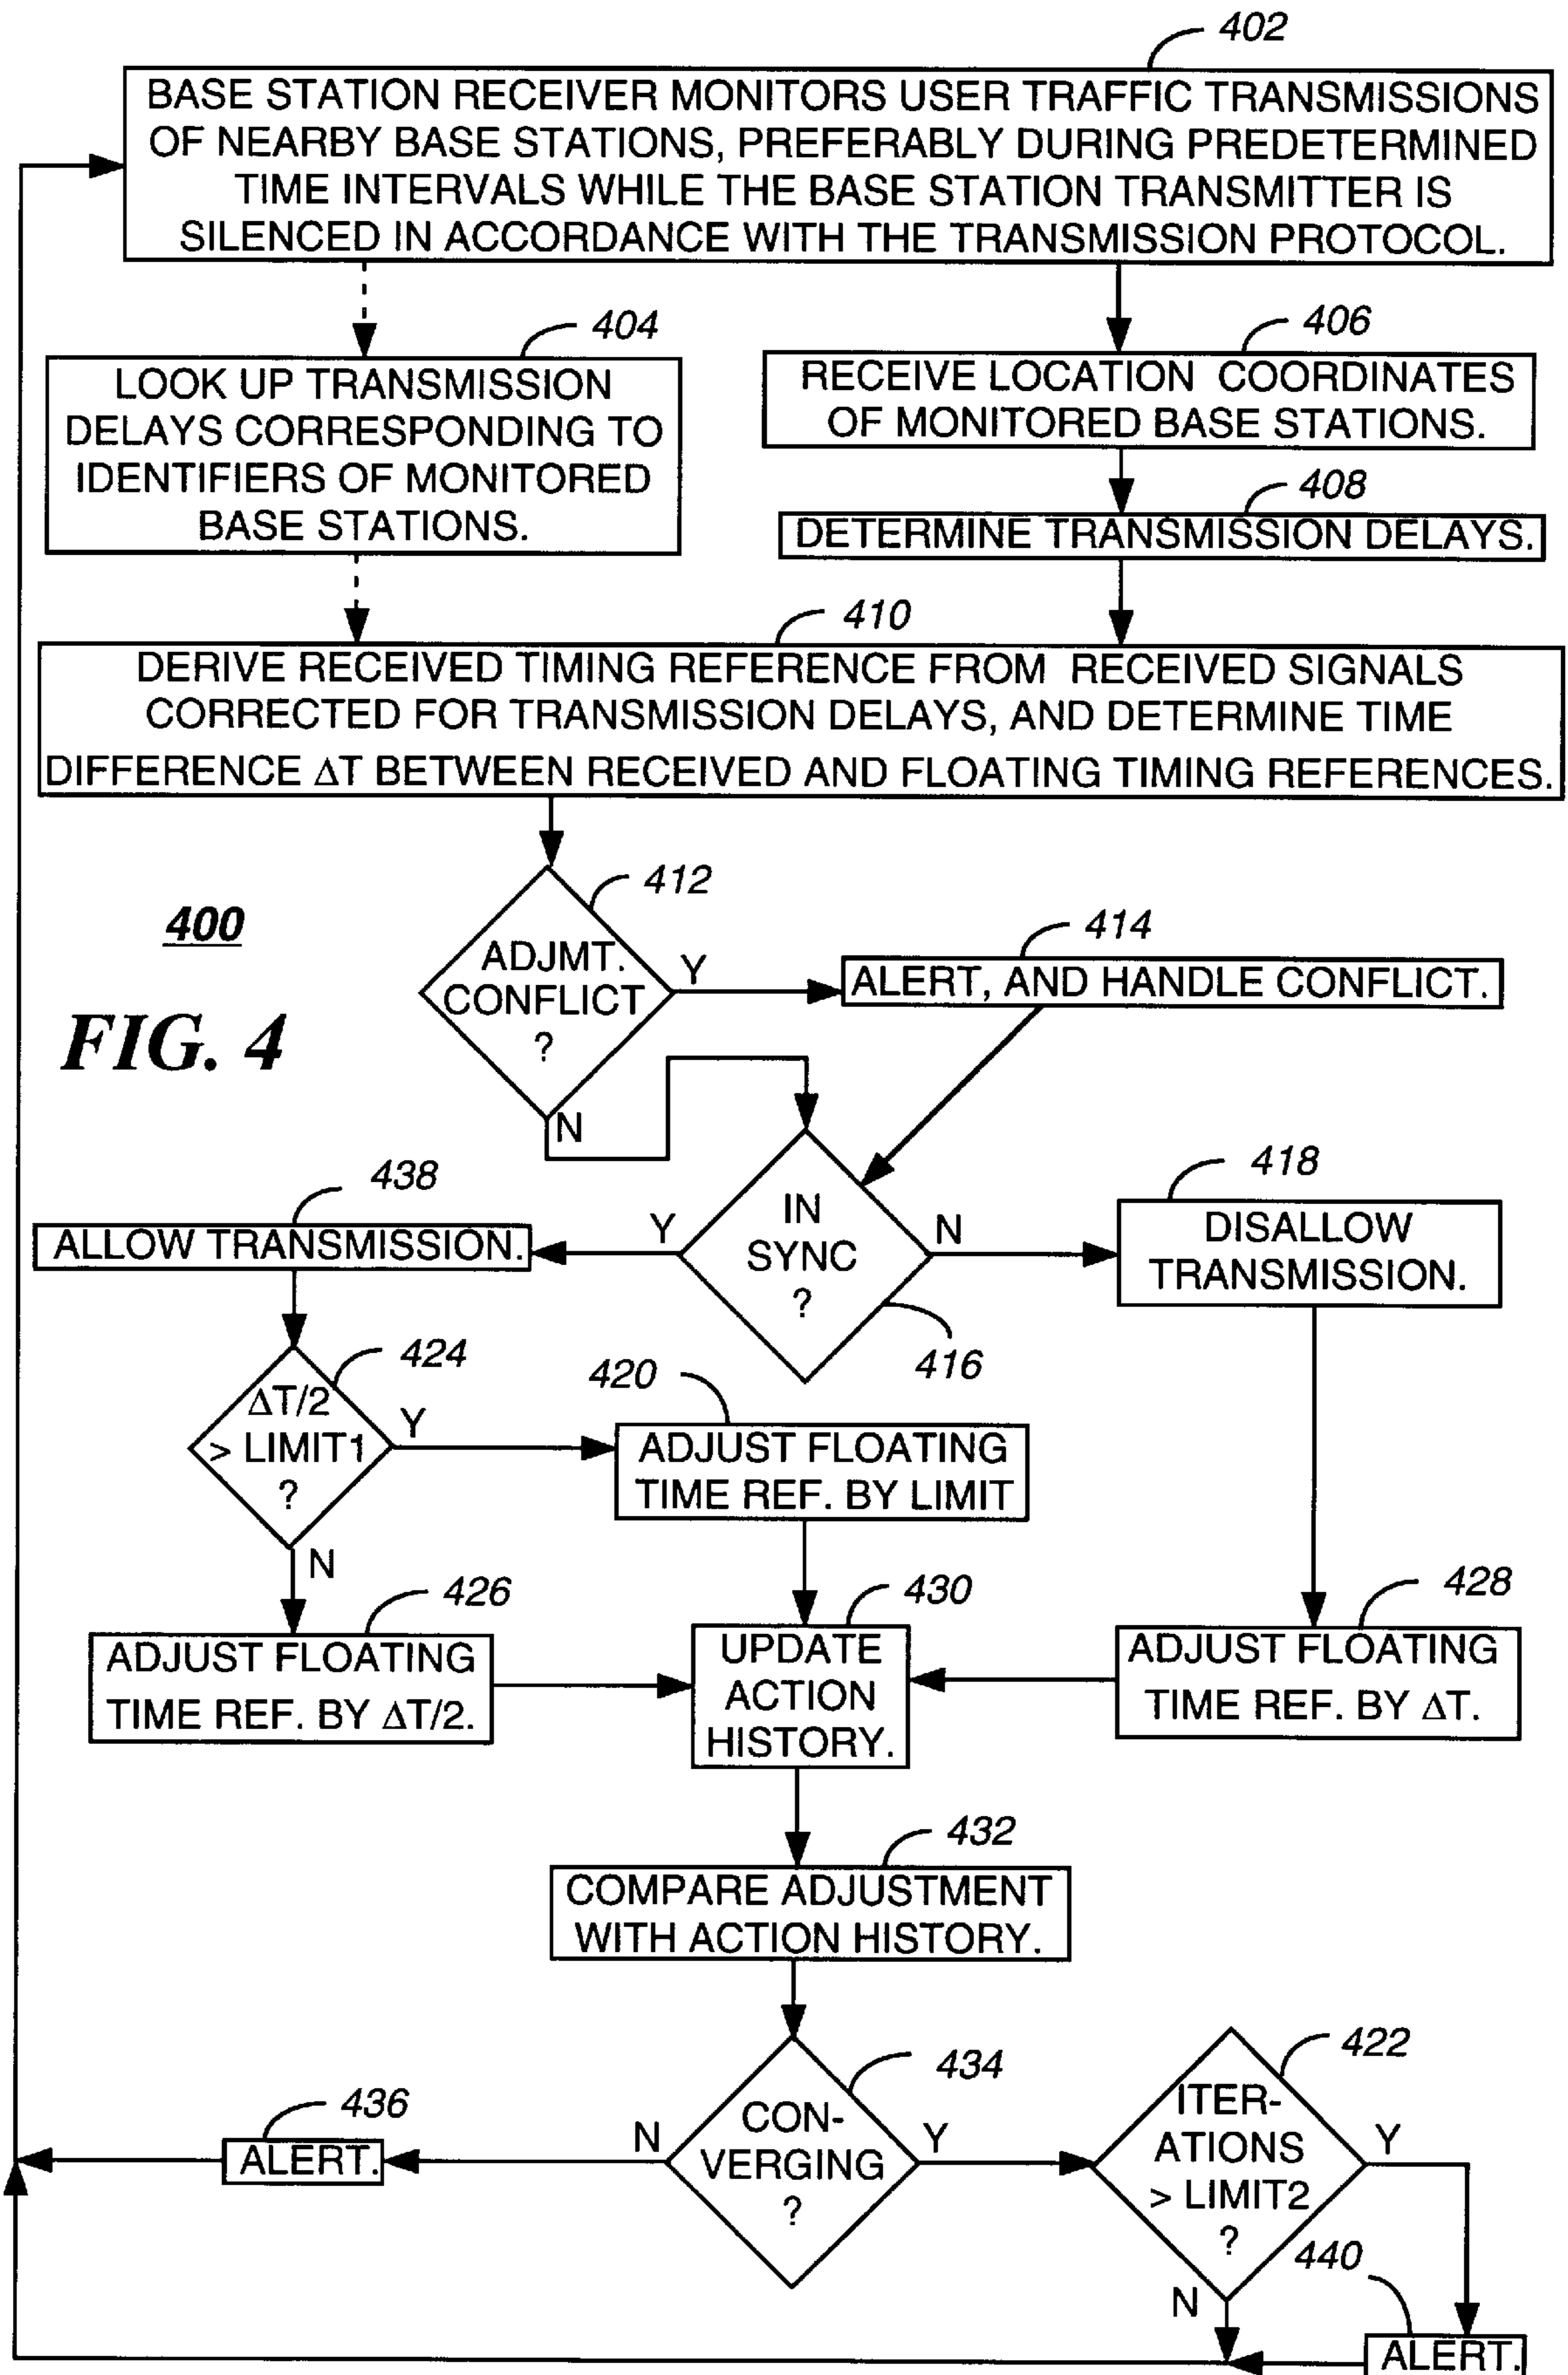 402
BASE STATION RECEIVER MONITORS USER TRAFFIC TRANSMISSIONS
OF NEARBY BASE STATIONS, PREFERABLY DURING PREDETERMINED
TIME INTERVALS WHILE THE BASE STATION TRANSMITTER IS
SILENCED IN ACCORDANCE WITH THE TRANSMISSION PROTOCOL.
404
LOOK UP TRANSMISSION
DELAYS CORRESPONDING TO
IDENTIFIERS OF MONITORED
BASE STATIONS.
406
RECEIVE LOCATION COORDINATES
OF MONITORED BASE STATIONS.
408
DETERMINE TRANSMISSION DELAYS.
410
DERIVE RECEIVED TIMING REFERENCE FROM RECEIVED SIGNALS
CORRECTED FOR TRANSMISSION DELAYS, AND DETERMINE TIME
DIFFERENCE ΔT BETWEEN RECEIVED AND FLOATING TIMING REFERENCES.
400
FIG. 4
412
ADJMT.
CONFLICT
?
Y
N
414
ALERT, AND HANDLE CONFLICT.
IN
SYNC
?
Y
N
416
438
ALLOW TRANSMISSION.
418
DISALLOW
TRANSMISSION.
424
ΔT/2
> LIMIT1
?
Y
N
420
ADJUST FLOATING
TIME REF. BY LIMIT
426
ADJUST FLOATING
TIME REF. BY ΔT/2.
430
UPDATE
ACTION
HISTORY.
428
ADJUST FLOATING
TIME REF. BY ΔT.
432
COMPARE ADJUSTMENT
WITH ACTION HISTORY.
434
CON-
VERGING
?
N
Y
436
ALERT.
422
ITER-
ATIONS
> LIMIT2
?
Y
N
440
ALERT.